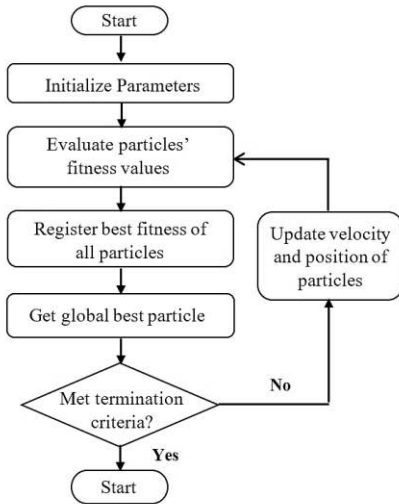 Start
Initialize Parameters
Evaluate particles’
fitness values
Register best fitness of
all particles
Update velocity
and position of
particles
Get global best particle
No
Met termination
criteria?
Yes
Start